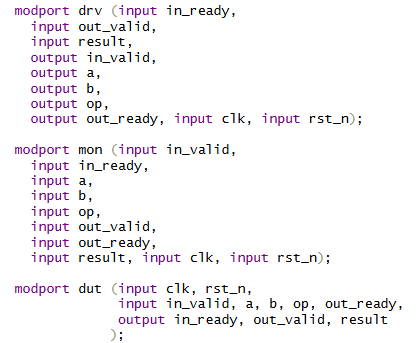 modport drv (input in_ready,
input out_valid,
input result,
output in_valid,
output a,
output b,
output op,
output out_ready, input clk, input rst_n);
modport mon (input in_valid,
input in_ready,
input a,
input b,
input op,
input out_valid,
input out_ready,
input result, input clk, input rst_n);
modport dut (input clk, rst_n,
input in_valid, a, b, op, out_ready,
output in_ready, out_valid, result
);